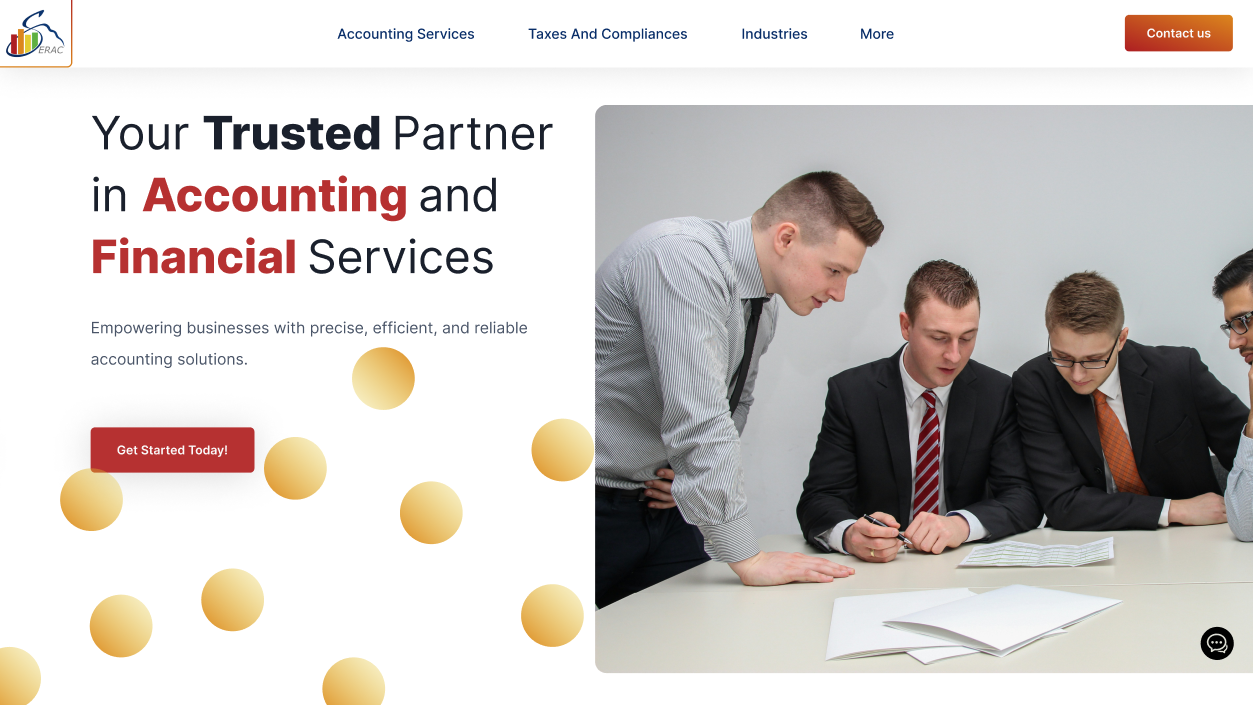 ERAC
Accounting Services
Taxes And Compliances
Industries
More
Contact us
Your Trusted Partner
in Accounting and
Financial Services
Empowering businesses with precise, efficient, and reliable
accounting solutions.
Get Started Today!